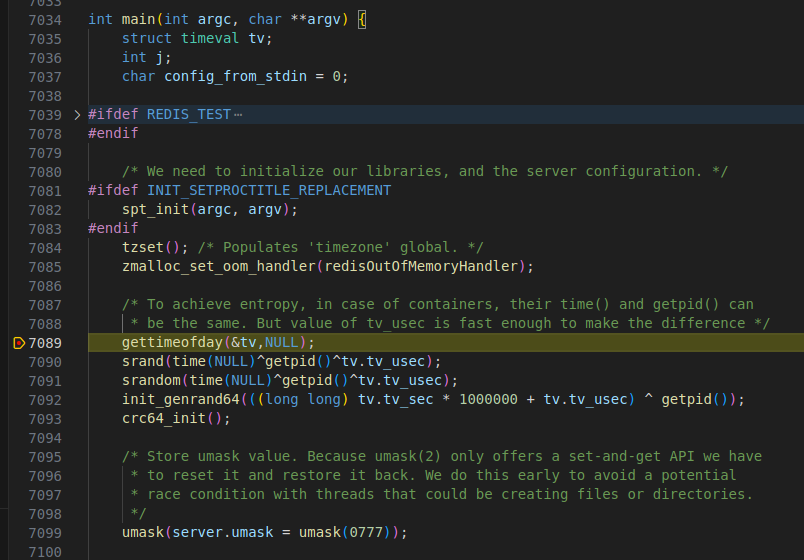 7033
7034 int main(int argc, char **argv) {
7035     struct timeval tv;
7036     int j;
7037     char config_from_stdin = 0;
7038
7039 #ifdef REDIS_TEST⋯
7078 #endif
7079
7080     /* We need to initialize our libraries, and the server configuration. */
7081 #ifdef INIT_SETPROCTITLE_REPLACEMENT
7082     spt_init(argc, argv);
7083 #endif
7084     tzset(); /* Populates 'timezone' global. */
7085     zmalloc_set_oom_handler(redisOutOfMemoryHandler);
7086
7087     /* To achieve entropy, in case of containers, their time() and getpid() can
7088      * be the same. But value of tv_usec is fast enough to make the difference */
7089     gettimeofday(&tv,NULL);
7090     srand(time(NULL)^getpid()^tv.tv_usec);
7091     srandom(time(NULL)^getpid()^tv.tv_usec);
7092     init_genrand64(((long long) tv.tv_sec * 1000000 + tv.tv_usec) ^ getpid());
7093     crc64_init();
7094
7095     /* Store umask value. Because umask(2) only offers a set-and-get API we have
7096      * to reset it and restore it back. We do this early to avoid a potential
7097      * race condition with threads that could be creating files or directories.
7098      */
7099     umask(server.umask = umask(0777));
7100